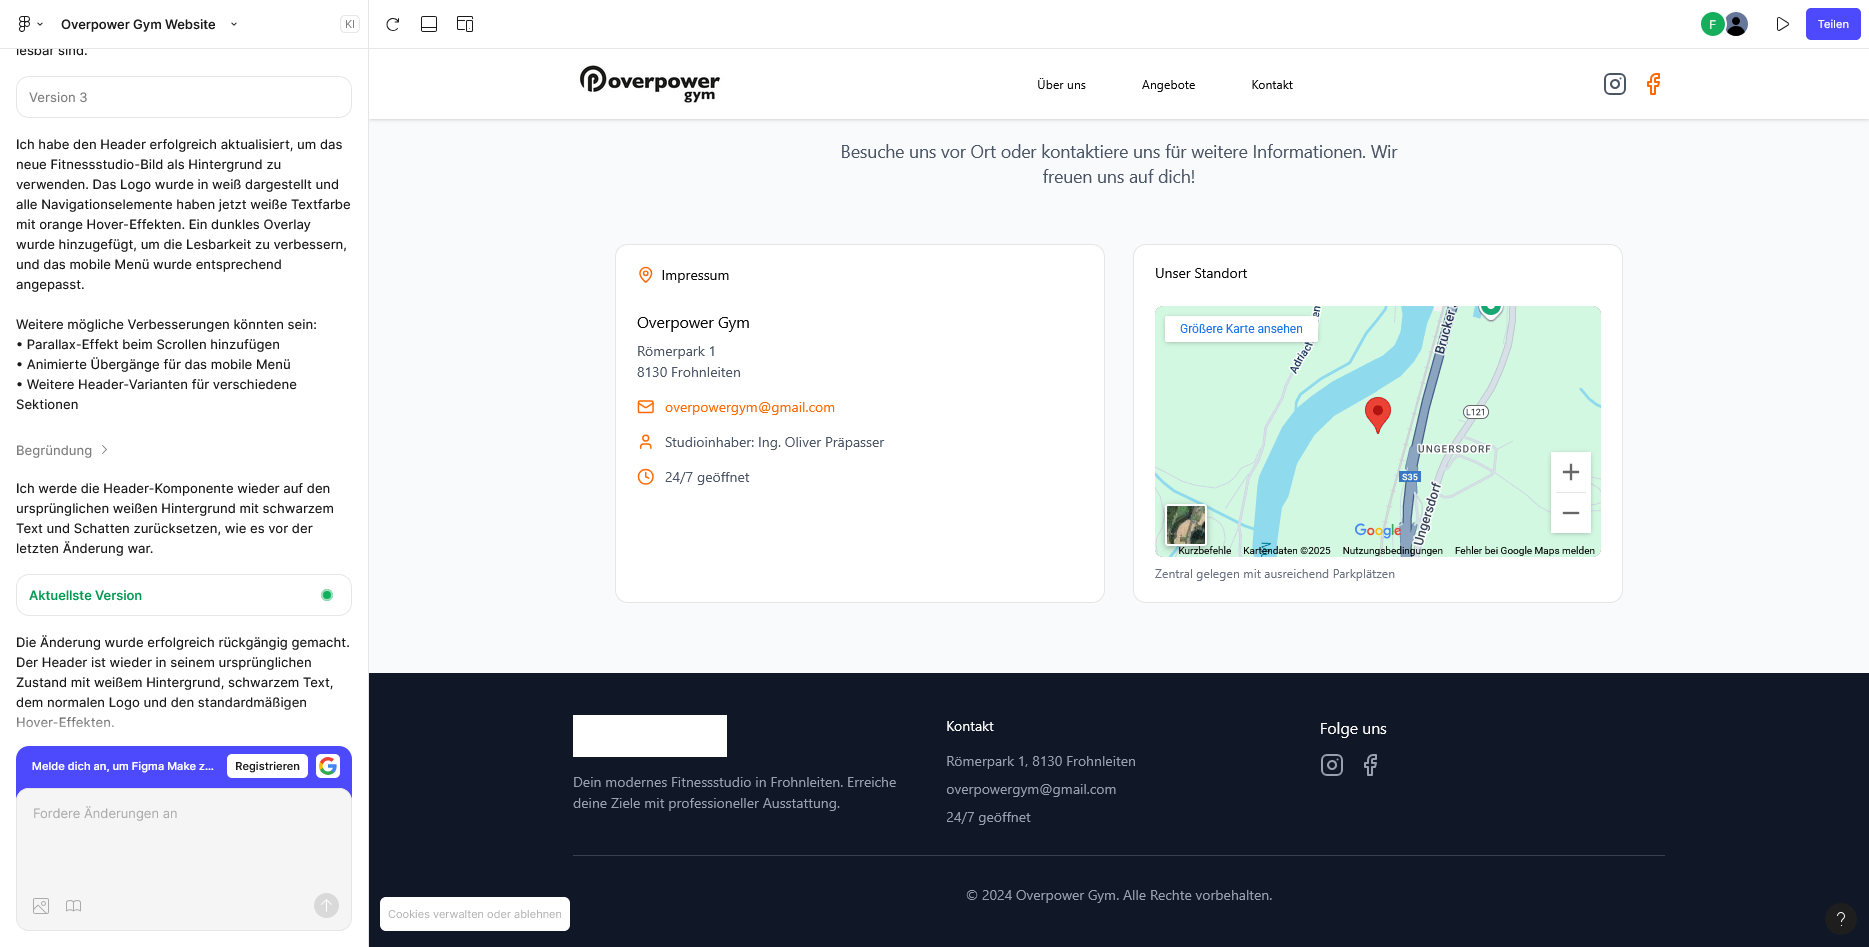 Overpower Gym Website
KI
lesbar sind.
Version 3
Ich habe den Header erfolgreich aktualisiert, um das
neue Fitnessstudio-Bild als Hintergrund zu
verwenden. Das Logo wurde in weiß dargestellt und
alle Navigationselemente haben jetzt weiße Textfarbe
mit orange Hover-Effekten. Ein dunkles Overlay
wurde hinzugefügt, um die Lesbarkeit zu verbessern,
und das mobile Menü wurde entsprechend
angepasst.
Weitere mögliche Verbesserungen könnten sein:
• Parallax-Effekt beim Scrollen hinzufügen
• Animierte Übergänge für das mobile Menü
• Weitere Header-Varianten für verschiedene
Sektionen
Begründung
Ich werde die Header-Komponente wieder auf den
ursprünglichen weißen Hintergrund mit schwarzem
Text und Schatten zurücksetzen, wie es vor der
letzten Änderung war.
Aktuellste Version
Die Änderung wurde erfolgreich rückgängig gemacht.
Der Header ist wieder in seinem ursprünglichen
Zustand mit weißem Hintergrund, schwarzem Text,
dem normalen Logo und den standardmäßigen
Hover-Effekten.
Melde dich an, um Figma Make z...
Registrieren
Fordere Änderungen an
F
Teilen
overpower
gym
Über uns
Angebote
Kontakt
Besuche uns vor Ort oder kontaktiere uns für weitere Informationen. Wir
freuen uns auf dich!
Impressum
Overpower Gym
Römerpark 1
8130 Frohnleiten
overpowergym@gmail.com
Studioinhaber: Ing. Oliver Präpasser
24/7 geöffnet
Unser Standort
Größere Karte ansehen
L121
UNGERSDORF
S35
Ungersdorf
Google
Kurzbefehle
Kartendaten ©2025
Nutzungsbedingungen
Fehler bei Google Maps melden
Zentral gelegen mit ausreichend Parkplätzen
Dein modernes Fitnessstudio in Frohnleiten. Erreiche
deine Ziele mit professioneller Ausstattung.
Kontakt
Römerpark 1, 8130 Frohnleiten
overpowergym@gmail.com
24/7 geöffnet
Folge uns
© 2024 Overpower Gym. Alle Rechte vorbehalten.
Cookies verwalten oder ablehnen
?